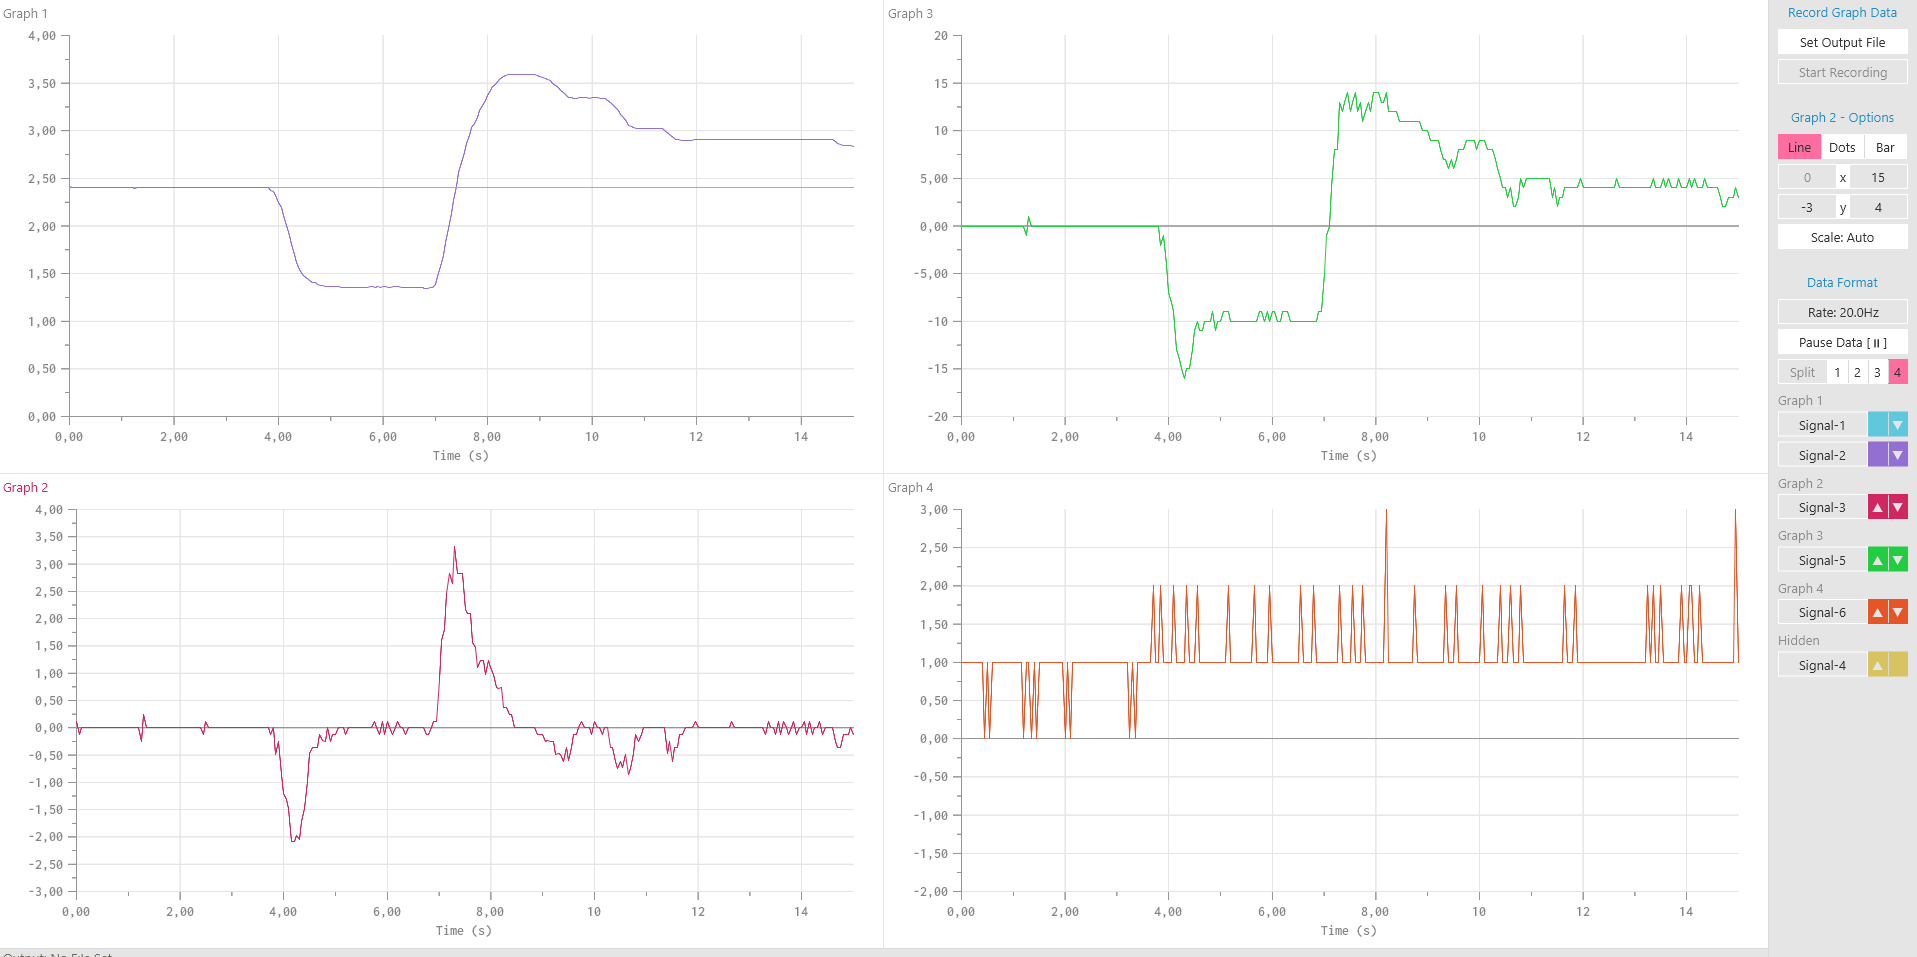 Graph 1
4,00
3,50
3,00
2,50
2,00
1,50
1,00
0,50
0,00
0,00 2,00 4,00 6,00 8,00 10 12 14
Time (s)
Graph 3
20
15
10
5,00
0,00
-5,00
-10
-15
-20
0,00 2,00 4,00 6,00 8,00 10 12 14
Time (s)
Graph 2
4,00
3,50
3,00
2,50
2,00
1,50
1,00
0,50
0,00
-0,50
-1,00
-1,50
-2,00
-2,50
-3,00
0,00 2,00 4,00 6,00 8,00 10 12 14
Time (s)
Graph 4
3,00
2,50
2,00
1,50
1,00
0,50
0,00
-0,50
-1,00
-1,50
-2,00
0,00 2,00 4,00 6,00 8,00 10 12 14
Time (s)
Record Graph Data
Set Output File
Start Recording
Graph 2 - Options
Line Dots Bar
0 x 15
-3 y 4
Scale: Auto
Data Format
Rate: 20.0Hz
Pause Data [⏸]
Split 1 2 3 4
Graph 1
Signal-1 ▼
Signal-2 ▼
Graph 2
Signal-3 ▲ ▼
Graph 3
Signal-5 ▲ ▼
Graph 4
Signal-6 ▲ ▼
Hidden
Signal-4 ▲
Output: No File Set